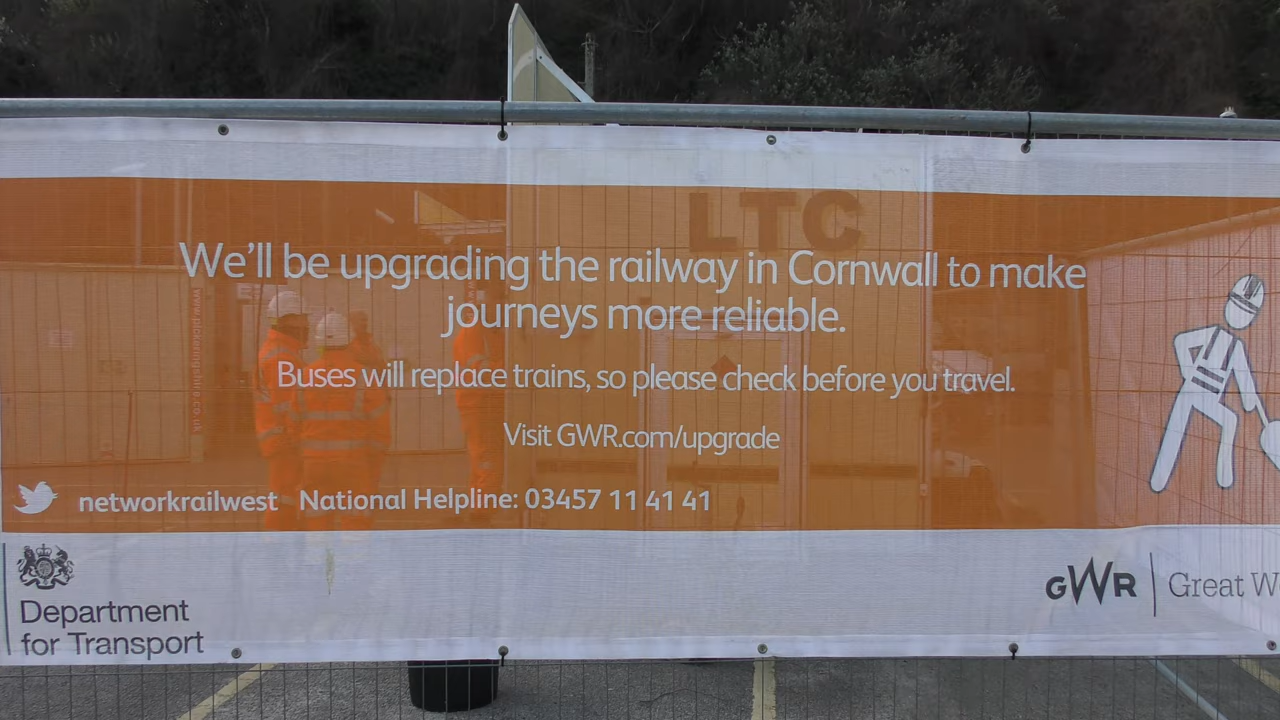 LTC
We'll be upgrading the railway in Cornwall to make
journeys more reliable.
Buses will replace trains, so please check before you travel.
Visit GWR.com/upgrade
networkrailwest National Helpline: 03457 11 41 41
Department
for Transport
GWR Great W